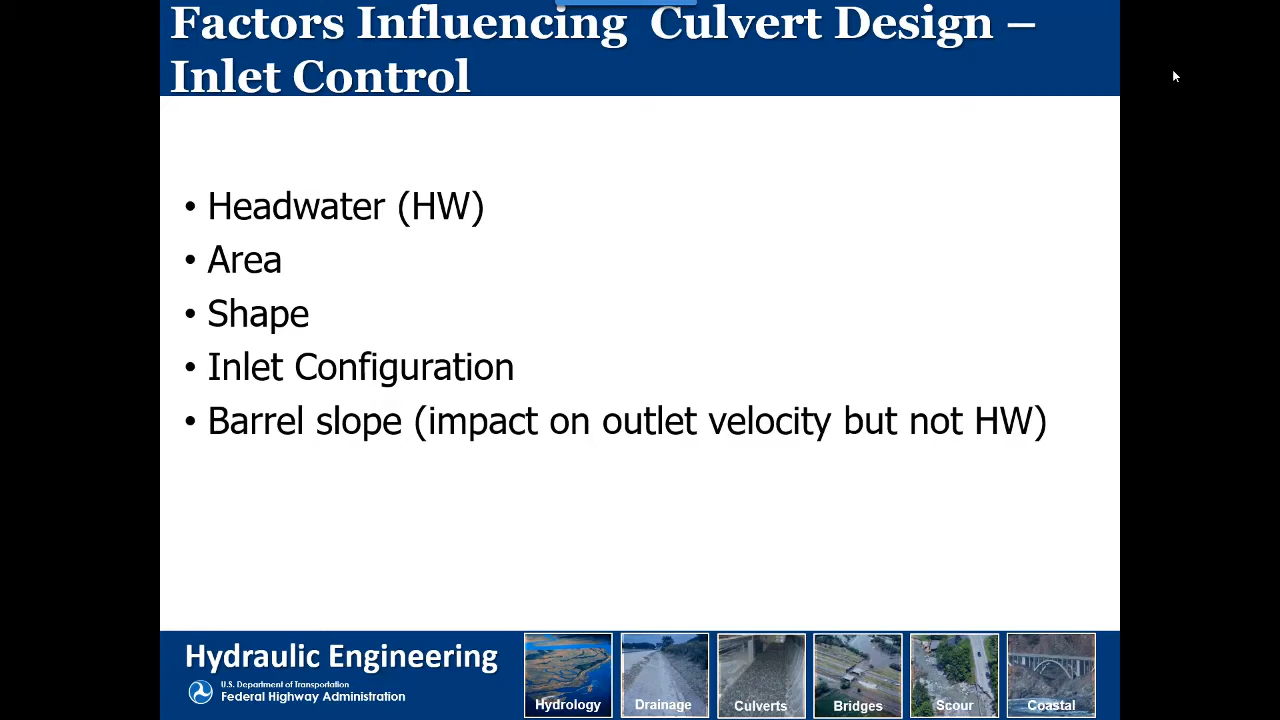 Factors Influencing  Culvert Design –
Inlet Control
• Headwater (HW)
• Area
• Shape
• Inlet Configuration
• Barrel slope (impact on outlet velocity but not HW)
Hydraulic Engineering
U.S. Department of Transportation
Federal Highway Administration
Hydrology
Drainage
Culverts
Bridges
Scour
Coastal